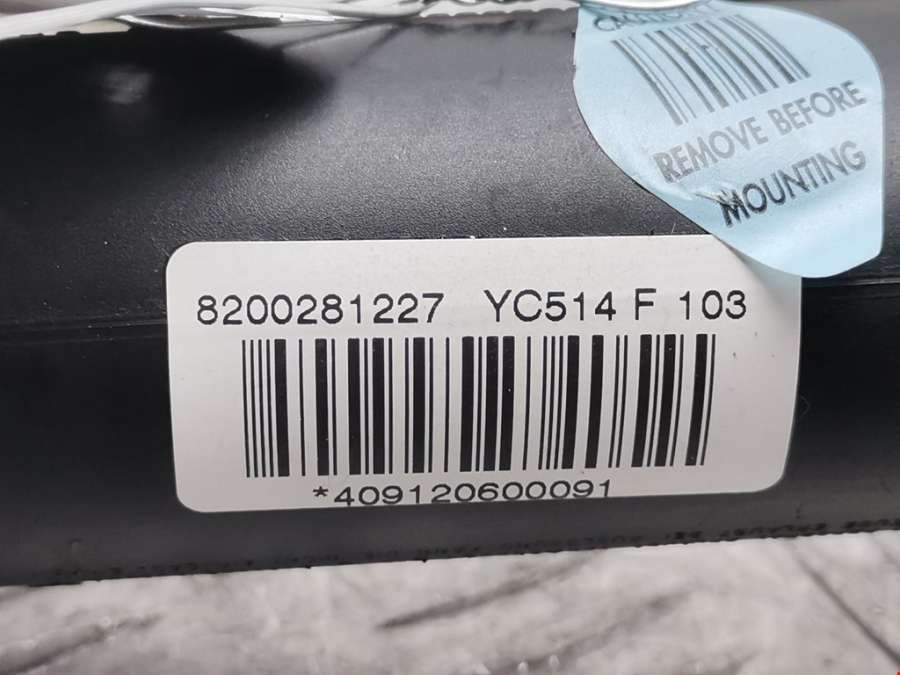 REMOVE BEFORE
MOUNTING
8200281227 YC514 F 103
*409120600091